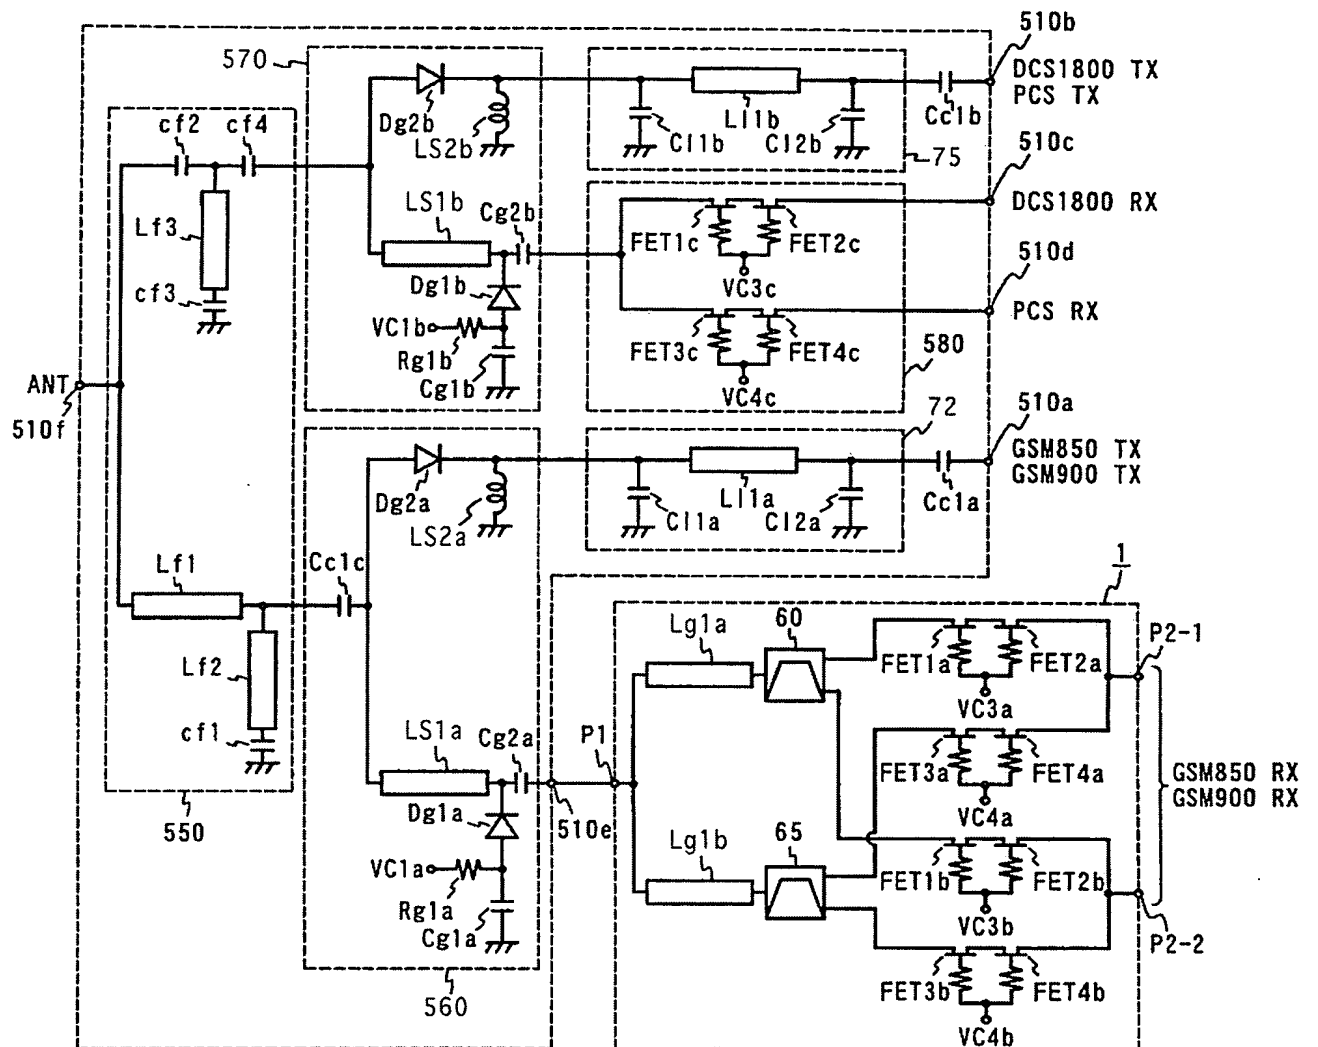 510b
570
DCS1800 TX
PCS TX
cf2
cf4
Dg2b
LS2b
Cl1b
Ll1b
Cl2b
Cc1b
75
510c
LS1b
Cg2b
DCS1800 RX
Lf3
FET1c
FET2c
510d
cf3
Dg1b
VC3c
PCS RX
VC1b
Rg1b
FET3c
FET4c
580
Cg1b
VC4c
ANT
510f
72
510a
GSM850 TX
GSM900 TX
Dg2a
LS2a
Cl1a
Ll1a
Cl2a
Cc1a
Lf1
Cc1c
1
Lg1a
60
P2-1
Lf2
FET1a
FET2a
VC3a
cf1
LS1a
Cg2a
P1
FET3a
FET4a
GSM850 RX
GSM900 RX
550
Dg1a
510e
VC4a
Lg1b
65
VC1a
Rg1a
FET1b
FET2b
Cg1a
VC3b
P2-2
560
FET3b
FET4b
VC4b